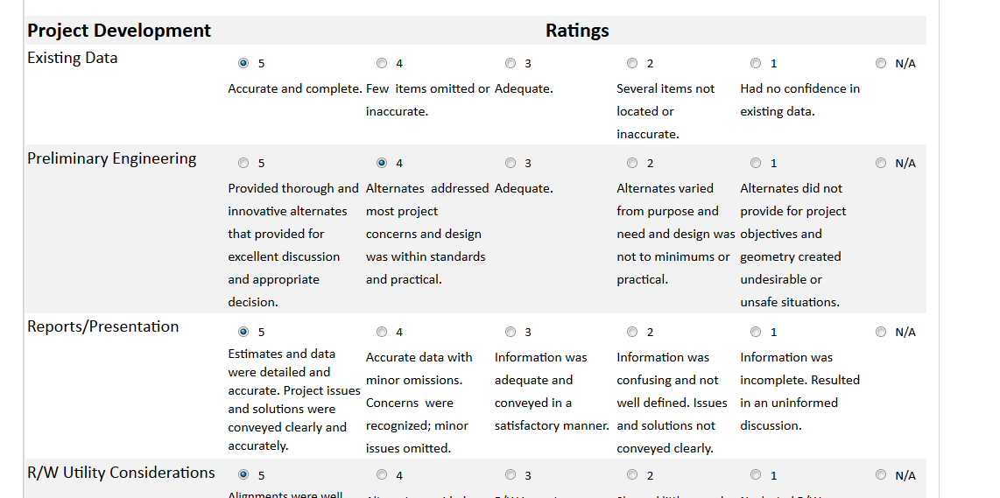 Project Development Ratings
Existing Data
5 4 3 2 1 N/A
Accurate and complete. Few items omitted or Adequate. Several items not Had no confidence in
inaccurate. located or existing data.
inaccurate.
Preliminary Engineering
5 4 3 2 1 N/A
Provided thorough and Alternates addressed Adequate. Alternates varied Alternates did not
innovative alternates most project from purpose and provide for project
that provided for concerns and design need and design was objectives and
excellent discussion was within standards not to minimums or geometry created
and appropriate and practical. practical. undesirable or
decision. unsafe situations.
Reports/Presentation
5 4 3 2 1 N/A
Estimates and data Accurate data with Information was Information was Information was
were detailed and minor omissions. adequate and confusing and not incomplete. Resulted
accurate. Project issues Concerns were conveyed in a well defined. Issues in an uninformed
and solutions were recognized; minor satisfactory manner. and solutions not discussion.
conveyed clearly and issues omitted. conveyed clearly.
accurately.
R/W Utility Considerations 5 4 3 2 1 N/A
Alignments were well